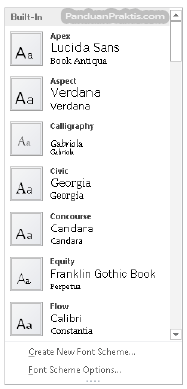 PanduanPraktis.com
Built-In
Aa
Apex
Lucida Sans
Book Antiqua
Aa
Aspect
Verdana
Verdana
Aa
Calligraphy
Gabriola
Gabriola
Aa
Civic
Georgia
Georgia
Aa
Concourse
Candara
Candara
Aa
Equity
Franklin Gothic Book
Perpetua
Aa
Flow
Calibri
Constantia
Create New Font Scheme...
Font Scheme Options...